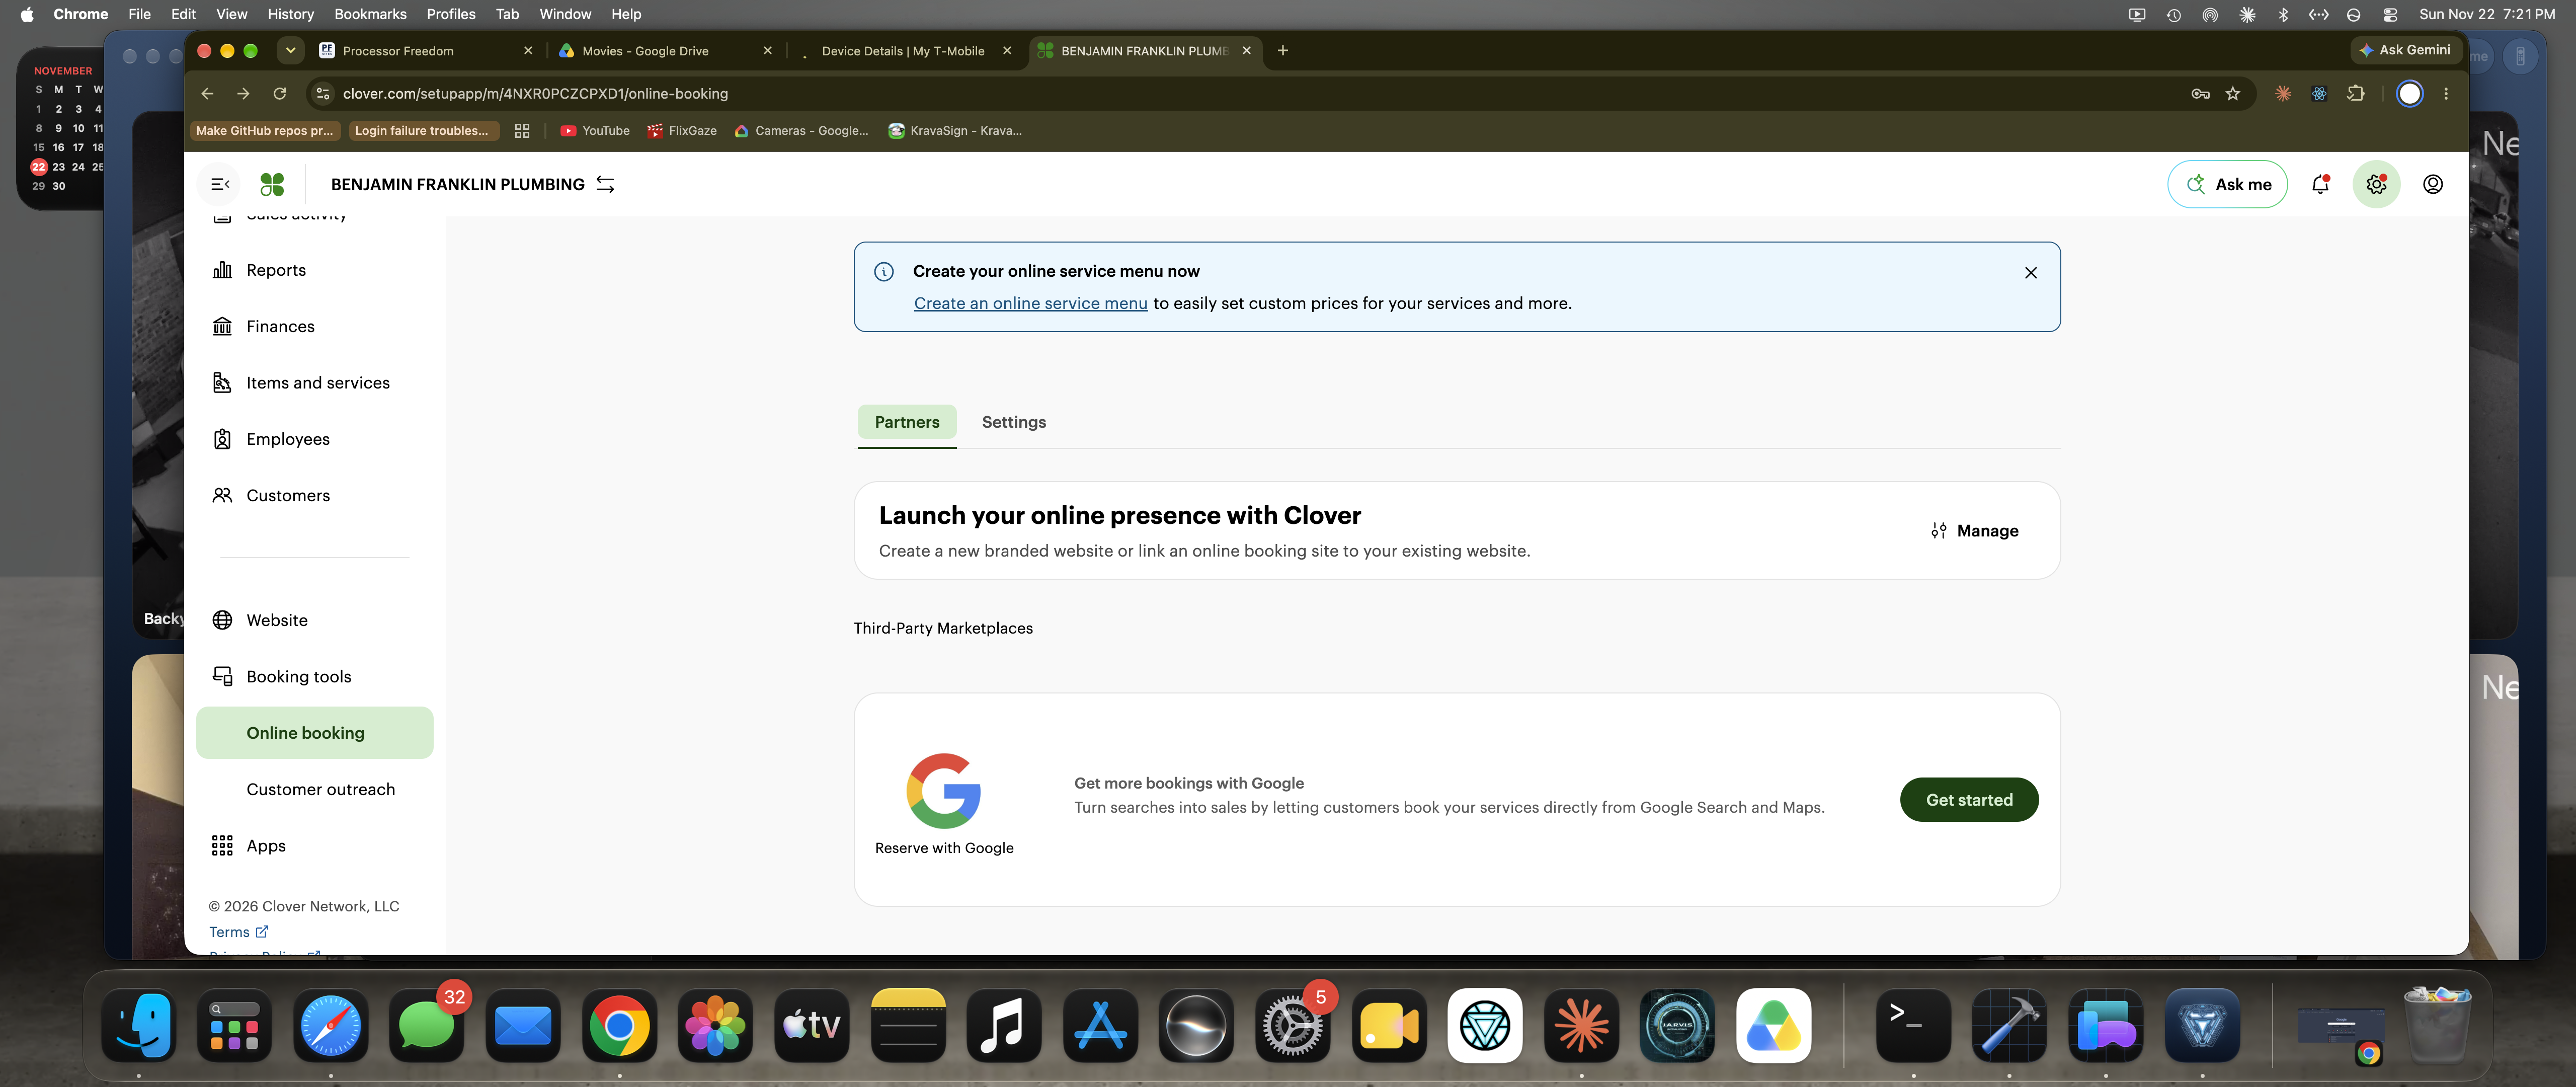 Chrome File Edit View History Bookmarks Profiles Tab Window Help
Sun Nov 22 7:21 PM
NOVEMBER
S M T W
1 2 3 4
8 9 10 11
15 16 17 18
22 23 24 25
29 30
Processor Freedom
Movies - Google Drive
Device Details | My T-Mobile
BENJAMIN FRANKLIN PLUMB
Ask Gemini
me
clover.com/setupapp/m/4NXR0PCZCPXD1/online-booking
Make GitHub repos pr...
Login failure troubles...
YouTube
FlixGaze
Cameras - Google...
KravaSign - Krava...
BENJAMIN FRANKLIN PLUMBING
Ask me
Ne
Sales activity
Reports
Finances
Items and services
Employees
Customers
Website
Booking tools
Online booking
Customer outreach
Apps
© 2026 Clover Network, LLC
Terms
Privacy Policy
Create your online service menu now
Create an online service menu to easily set custom prices for your services and more.
Partners Settings
Launch your online presence with Clover
Create a new branded website or link an online booking site to your existing website.
Manage
Third-Party Marketplaces
Get more bookings with Google
Turn searches into sales by letting customers book your services directly from Google Search and Maps.
Reserve with Google
Get started
Backy
Ne
32
tv
5
JARVIS